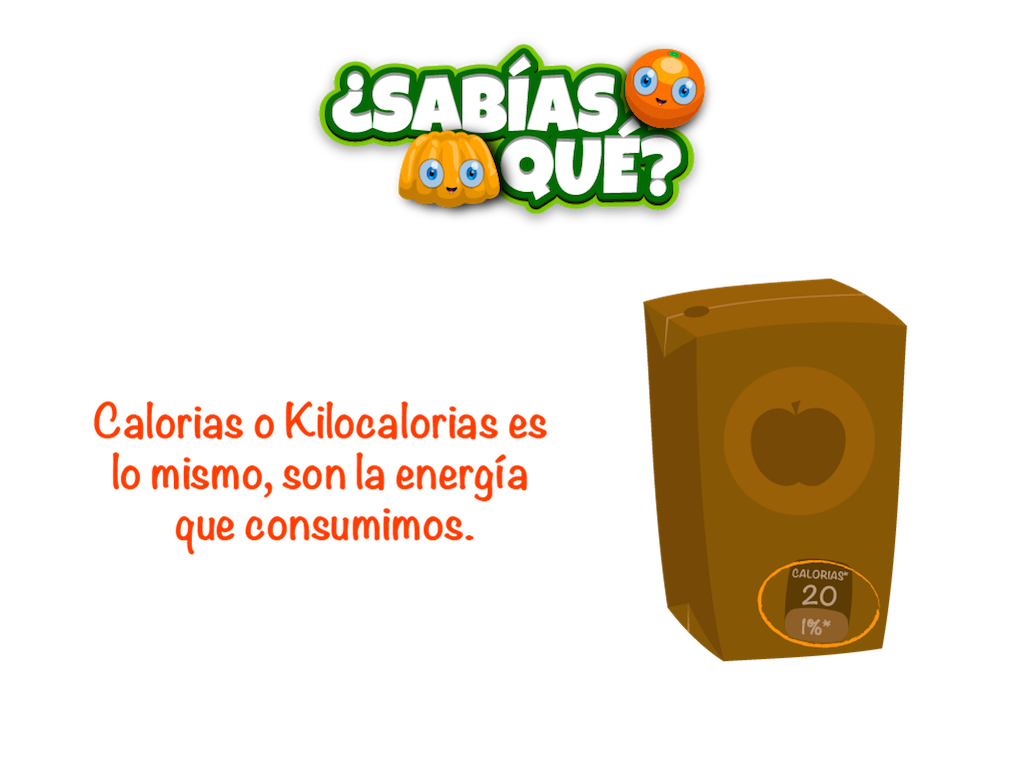 ¿SABÍAS
QUÉ?
Calorias o Kilocalorias es
lo mismo, son la energía
que consumimos.
CALORIAS*
20
1%*